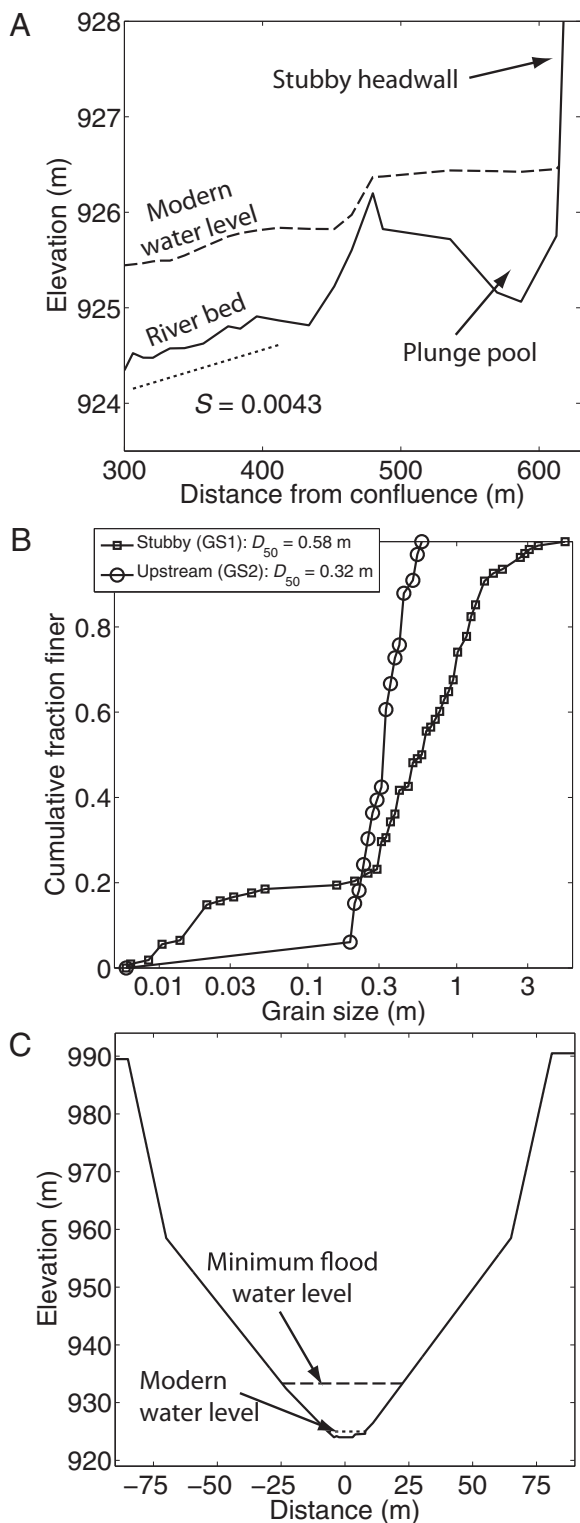 A
928
927
926
925
924
Elevation (m)
Stubby headwall
Modern
water level
River bed
Plunge pool
S = 0.0043
300
400
500
600
Distance from confluence (m)
B
Stubby (GS1): D50 = 0.58 m
Upstream (GS2): D50 = 0.32 m
0.8
0.6
0.4
0.2
0
Cumulative fraction finer
0.01
0.03
0.1
0.3
1
3
Grain size (m)
C
990
980
970
960
950
940
930
920
Elevation (m)
Minimum flood
water level
Modern
water level
−75
−50
−25
0
25
50
75
Distance (m)